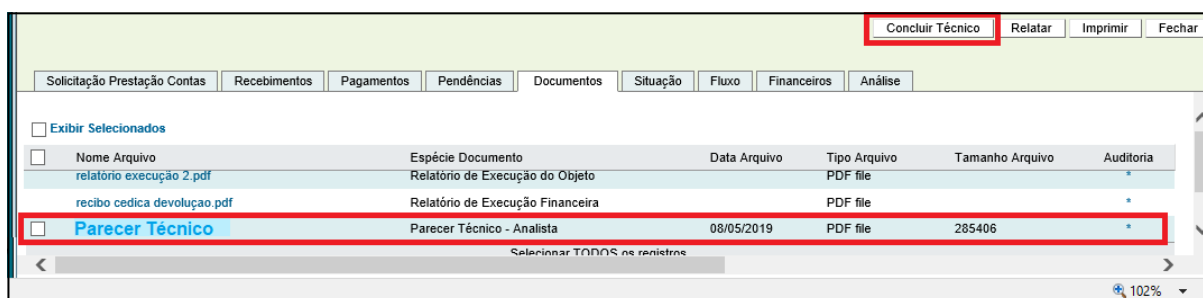 Concluir Técnico Relatar Imprimir Fechar
Solicitação Prestação Contas Recebimentos Pagamentos Pendências Documentos Situação Fluxo Financeiros Análise
Exibir Selecionados
Nome Arquivo Espécie Documento Data Arquivo Tipo Arquivo Tamanho Arquivo Auditoria
relatório execução 2.pdf Relatório de Execução do Objeto PDF file *
recibo cedica devoluçao.pdf Relatório de Execução Financeira PDF file *
Parecer Técnico Parecer Técnico - Analista 08/05/2019 PDF file 285406 *
Selecionar TODOS os registros
102%